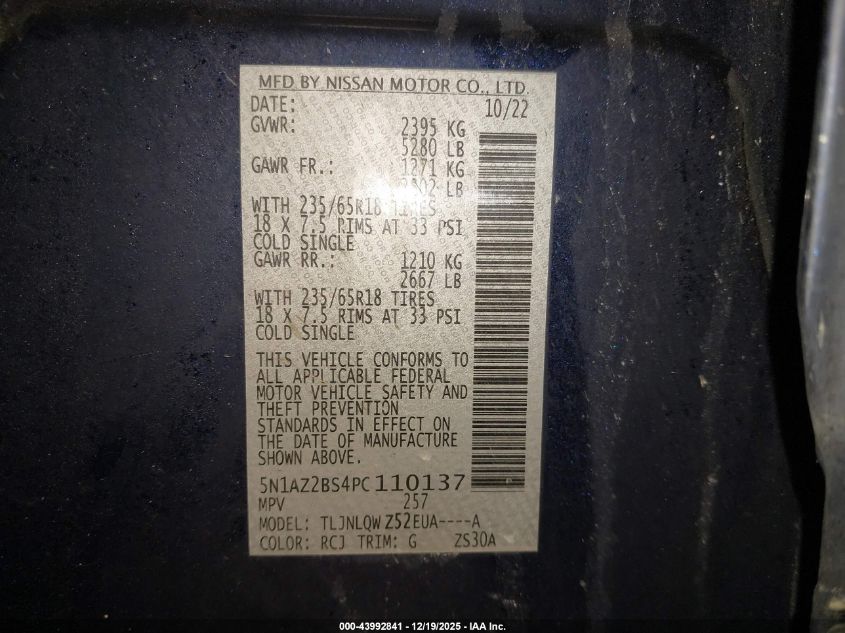 MFD BY NISSAN MOTOR CO., LTD.
DATE: 10/22
GVWR: 2395 KG
5280 LB
GAWR FR.: 1271 KG
2802 LB
WITH 235/65R18 TIRES
18 X 7.5 RIMS AT 33 PSI
COLD SINGLE
GAWR RR.: 1210 KG
2667 LB
WITH 235/65R18 TIRES
18 X 7.5 RIMS AT 33 PSI
COLD SINGLE
THIS VEHICLE CONFORMS TO
ALL APPLICABLE FEDERAL
MOTOR VEHICLE SAFETY AND
THEFT PREVENTION
STANDARDS IN EFFECT ON
THE DATE OF MANUFACTURE
SHOWN ABOVE.
5N1AZ2BS4PC110137
MPV 257
MODEL: TLJNLQW Z52EUA----A
COLOR: RCJ TRIM: G ZS30A
000-43992841 - 12/19/2025 - IAA Inc.